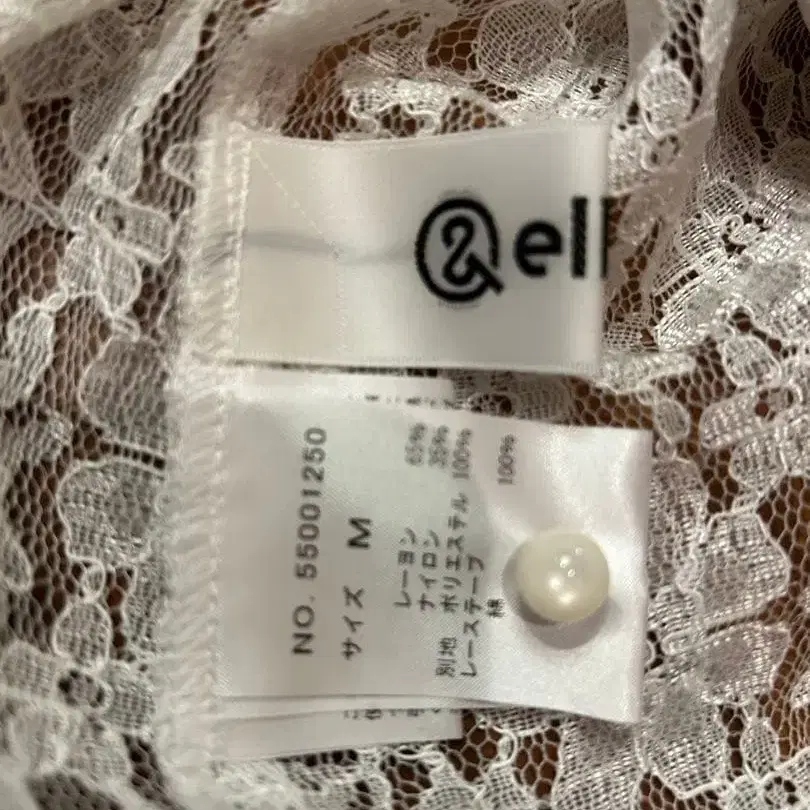 & ell
NO. 55001250
サイズ M
レーヨン 65%
ナイロン 35%
別地 ポリエステル 100%
レーステープ
綿 100%